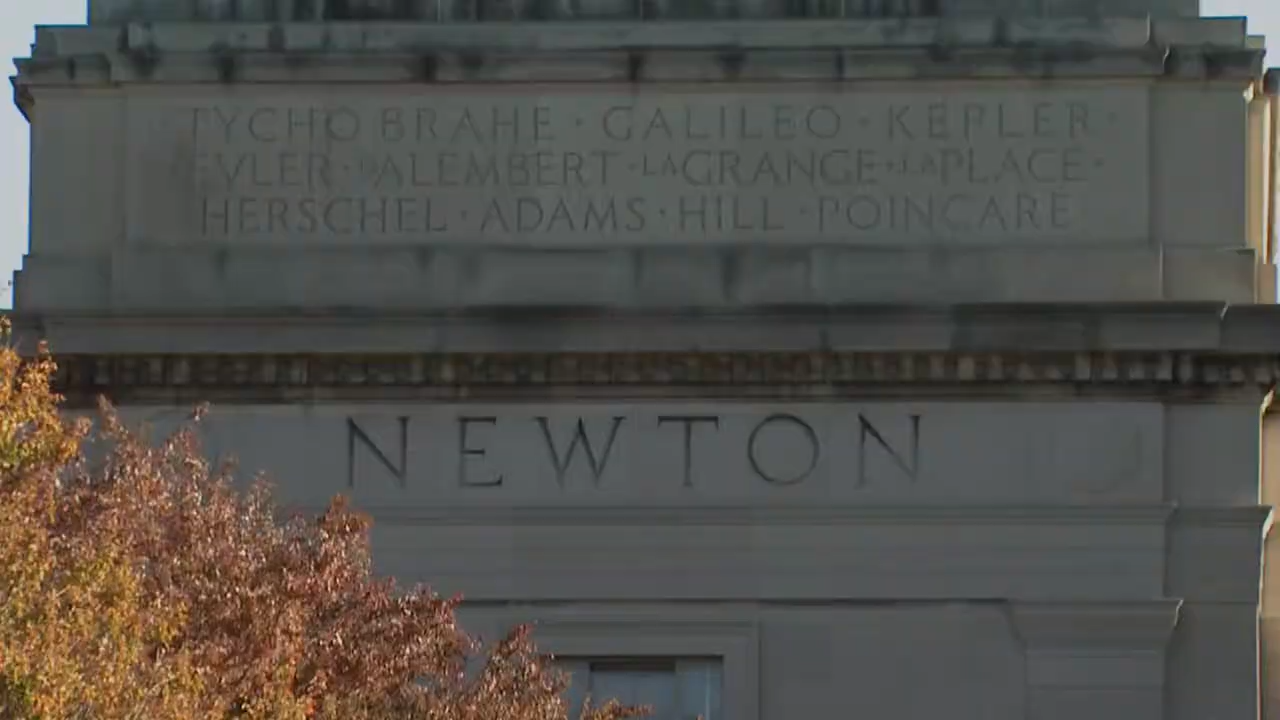 TYCHO BRAHE · GALILEO · KEPLER ·
EVLER · D'ALEMBERT · LAGRANGE · LAPLACE ·
HERSCHEL · ADAMS · HILL · POINCARE
NEWTON